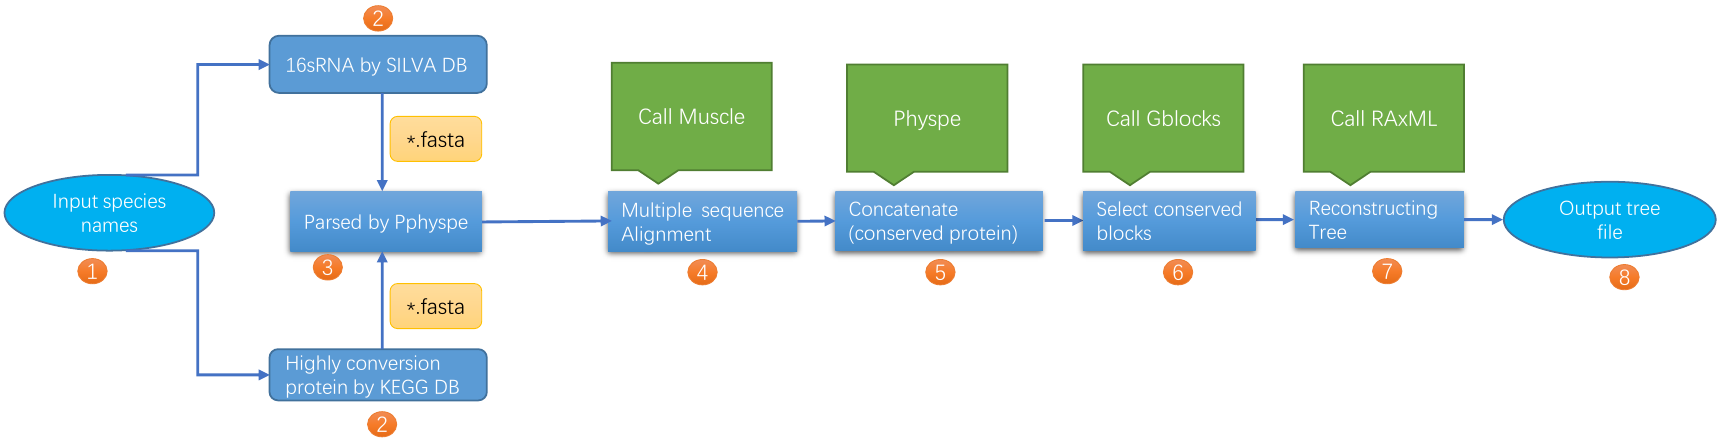 2
16sRNA by SILVA DB
*.fasta
Input species
names
1
Parsed by Pphyspe
3
*.fasta
Highly conversion
protein by KEGG DB
2
Call Muscle
Multiple sequence
Alignment
4
Physpe
Concatenate
(conserved protein)
5
Call Gblocks
Select conserved
blocks
6
Call RAxML
Reconstructing
Tree
7
Output tree
file
8